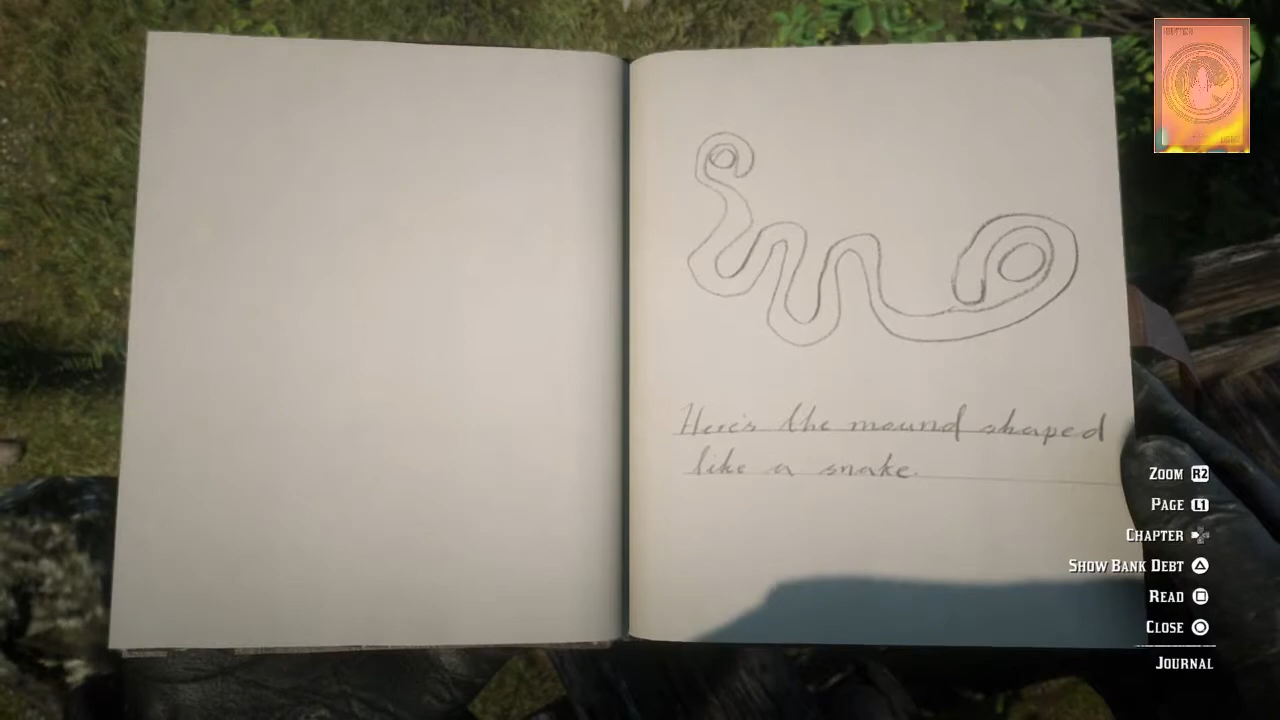 Here's the mound shaped
like a snake.
ZOOM R2
PAGE L1
CHAPTER
SHOW BANK DEBT
READ
CLOSE
JOURNAL